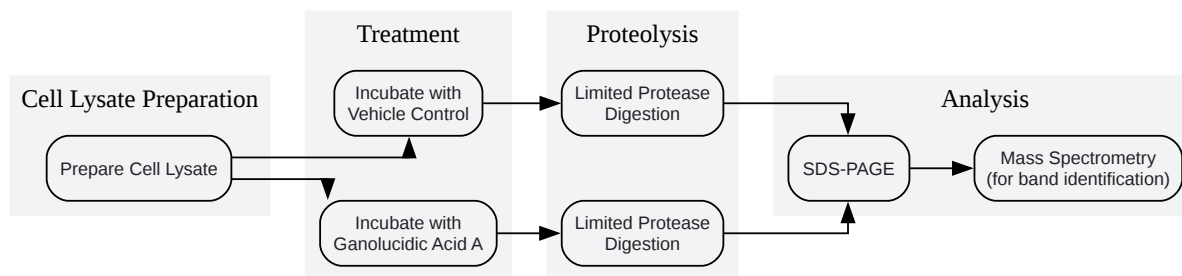 Cell Lysate Preparation
Prepare Cell Lysate
Treatment
Incubate with
Vehicle Control
Incubate with
Ganolucidic Acid A
Proteolysis
Limited Protease
Digestion
Limited Protease
Digestion
Analysis
SDS-PAGE
Mass Spectrometry
(for band identification)